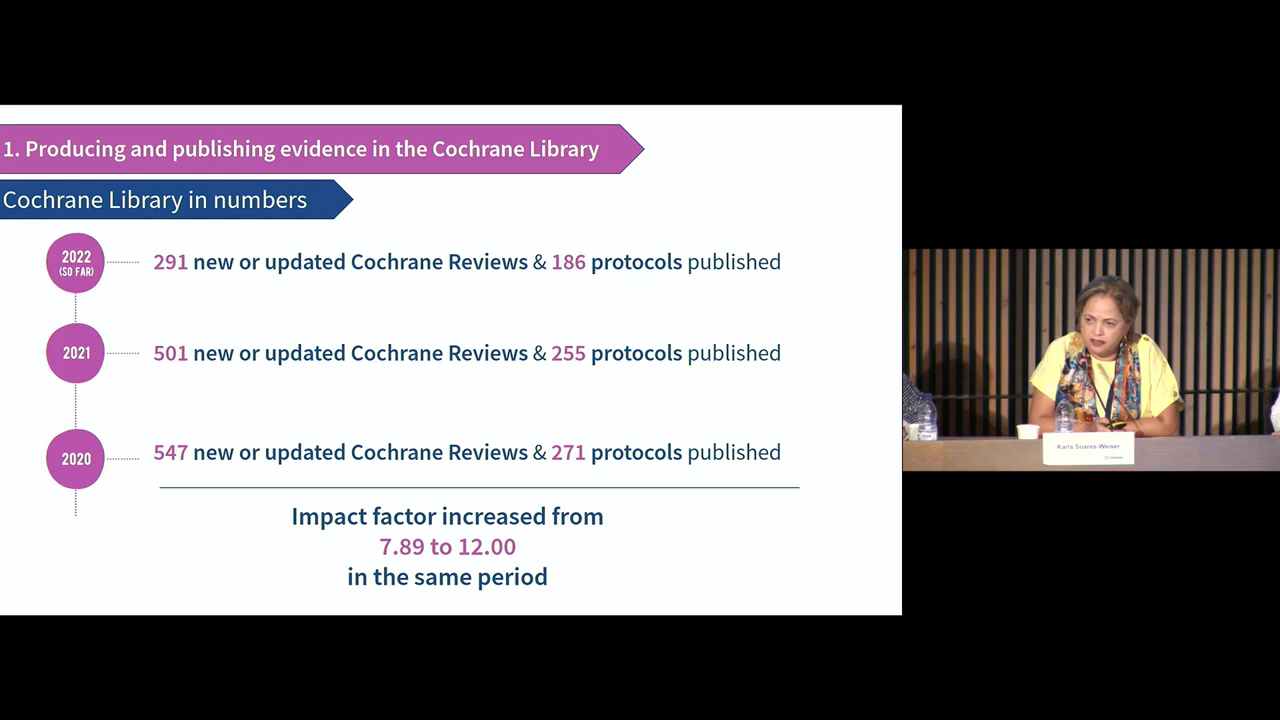 1. Producing and publishing evidence in the Cochrane Library
Cochrane Library in numbers
2022
(SO FAR)
291 new or updated Cochrane Reviews & 186 protocols published
2021
501 new or updated Cochrane Reviews & 255 protocols published
2020
547 new or updated Cochrane Reviews & 271 protocols published
Impact factor increased from
7.89 to 12.00
in the same period
Karla Soares-Weiser